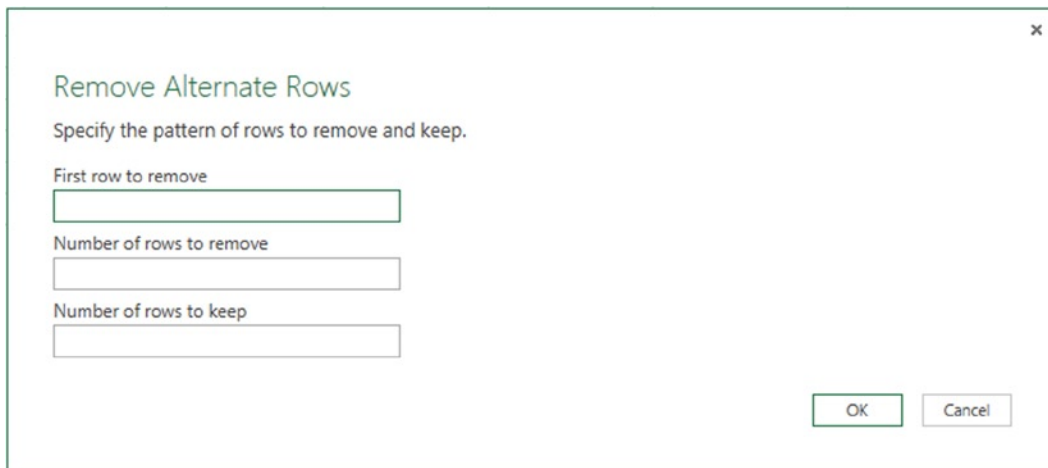 Remove Alternate Rows
Specify the pattern of rows to remove and keep.
First row to remove
Number of rows to remove
Number of rows to keep
OK
Cancel